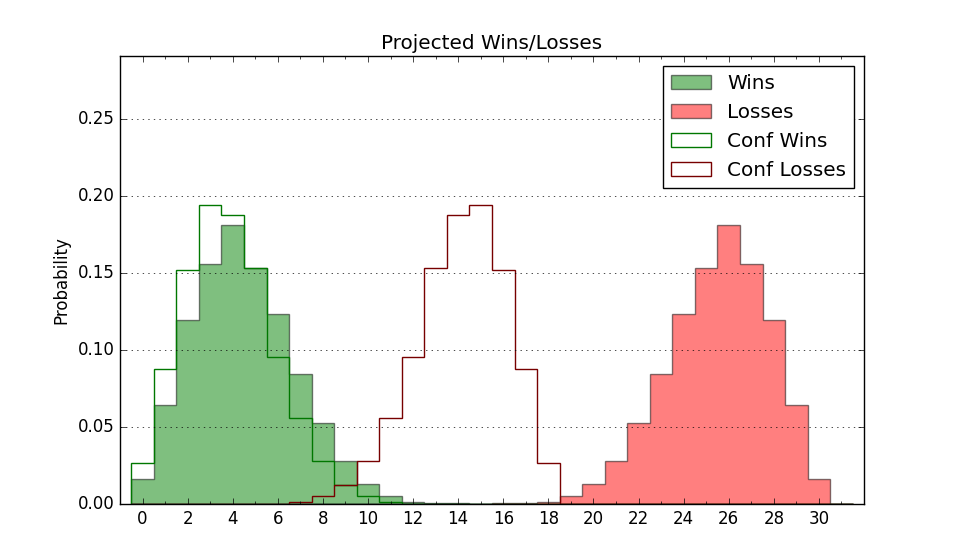 Projected Wins/Losses
Wins
Losses
Conf Wins
Conf Losses
Probability
0.25
0.20
0.15
0.10
0.05
0.00
0 2 4 6 8 10 12 14 16 18 20 22 24 26 28 30